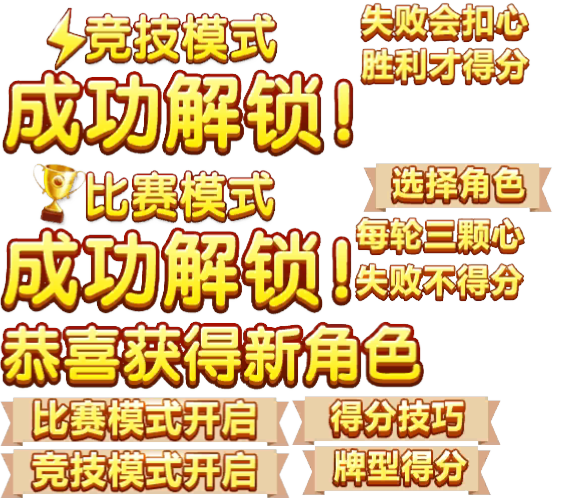 竞技模式
成功解锁!
失败会扣心
胜利才得分
比赛模式
成功解锁!
选择角色
每轮三颗心
失败不得分
恭喜获得新角色
比赛模式开启
得分技巧
竞技模式开启
牌型得分